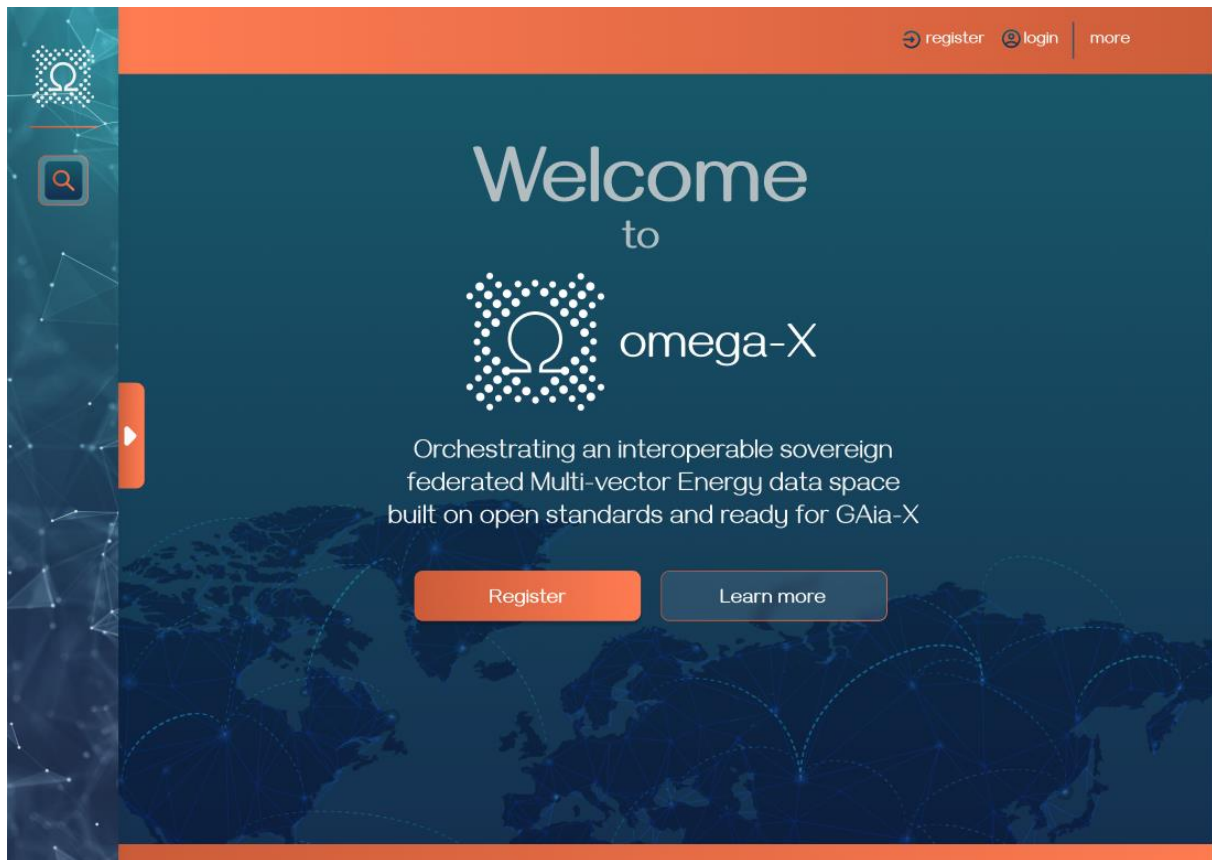 register login more
Welcome
to
omega-X
Orchestrating an interoperable sovereign
federated Multi-vector Energy data space
built on open standards and ready for GAia-X
Register Learn more